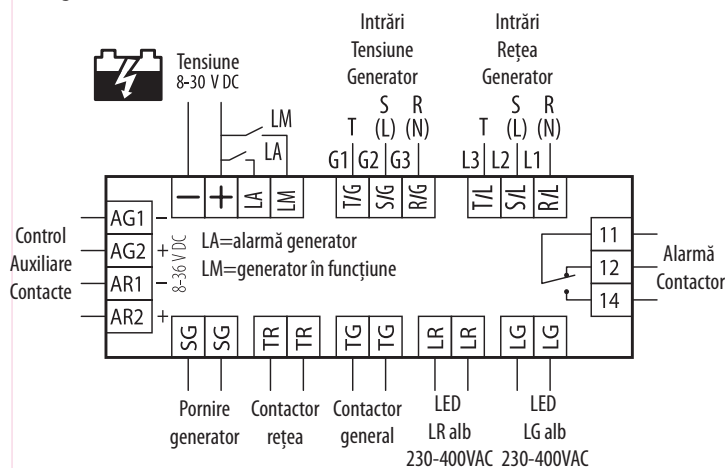 Tensiune
8-30 V DC
LM
LA
Intrări
Tensiune
Generator
S R
T (L) (N)
G1 G2 G3
Intrări
Rețea
Generator
S R
T (L) (N)
L3 L2 L1
− + LA LM
T/G S/G R/G
T/L S/L R/L
Control
Auxiliare
Contacte
AG1 −
AG2 +
AR1 −
AR2 +
8-36 V DC
LA=alarmă generator
LM=generator în funcțiune
11
12
14
Alarmă
Contactor
SG SG TR TR TG TG LR LR LG LG
Pornire
generator
Contactor
rețea
Contactor
general
LED
LR alb
230-400VAC
LED
LG alb
230-400VAC